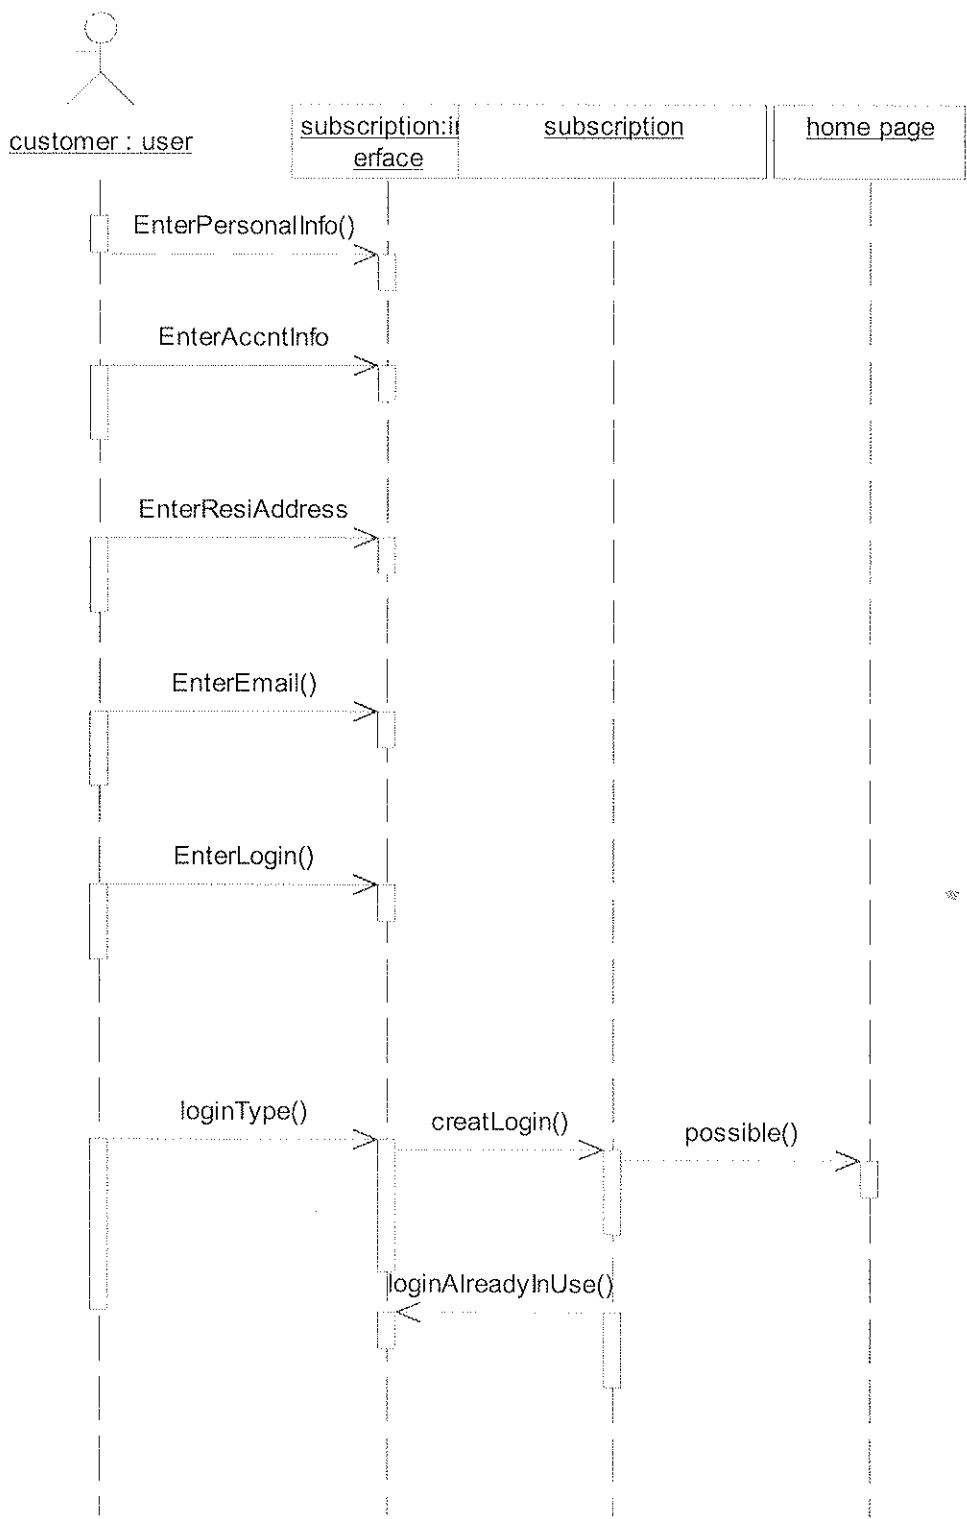 customer : user
subscription:i
erface
subscription
home page
EnterPersonalInfo()
EnterAccntInfo
EnterResiAddress
EnterEmail()
EnterLogin()
loginType()
creatLogin()
possible()
loginAlreadyInUse()